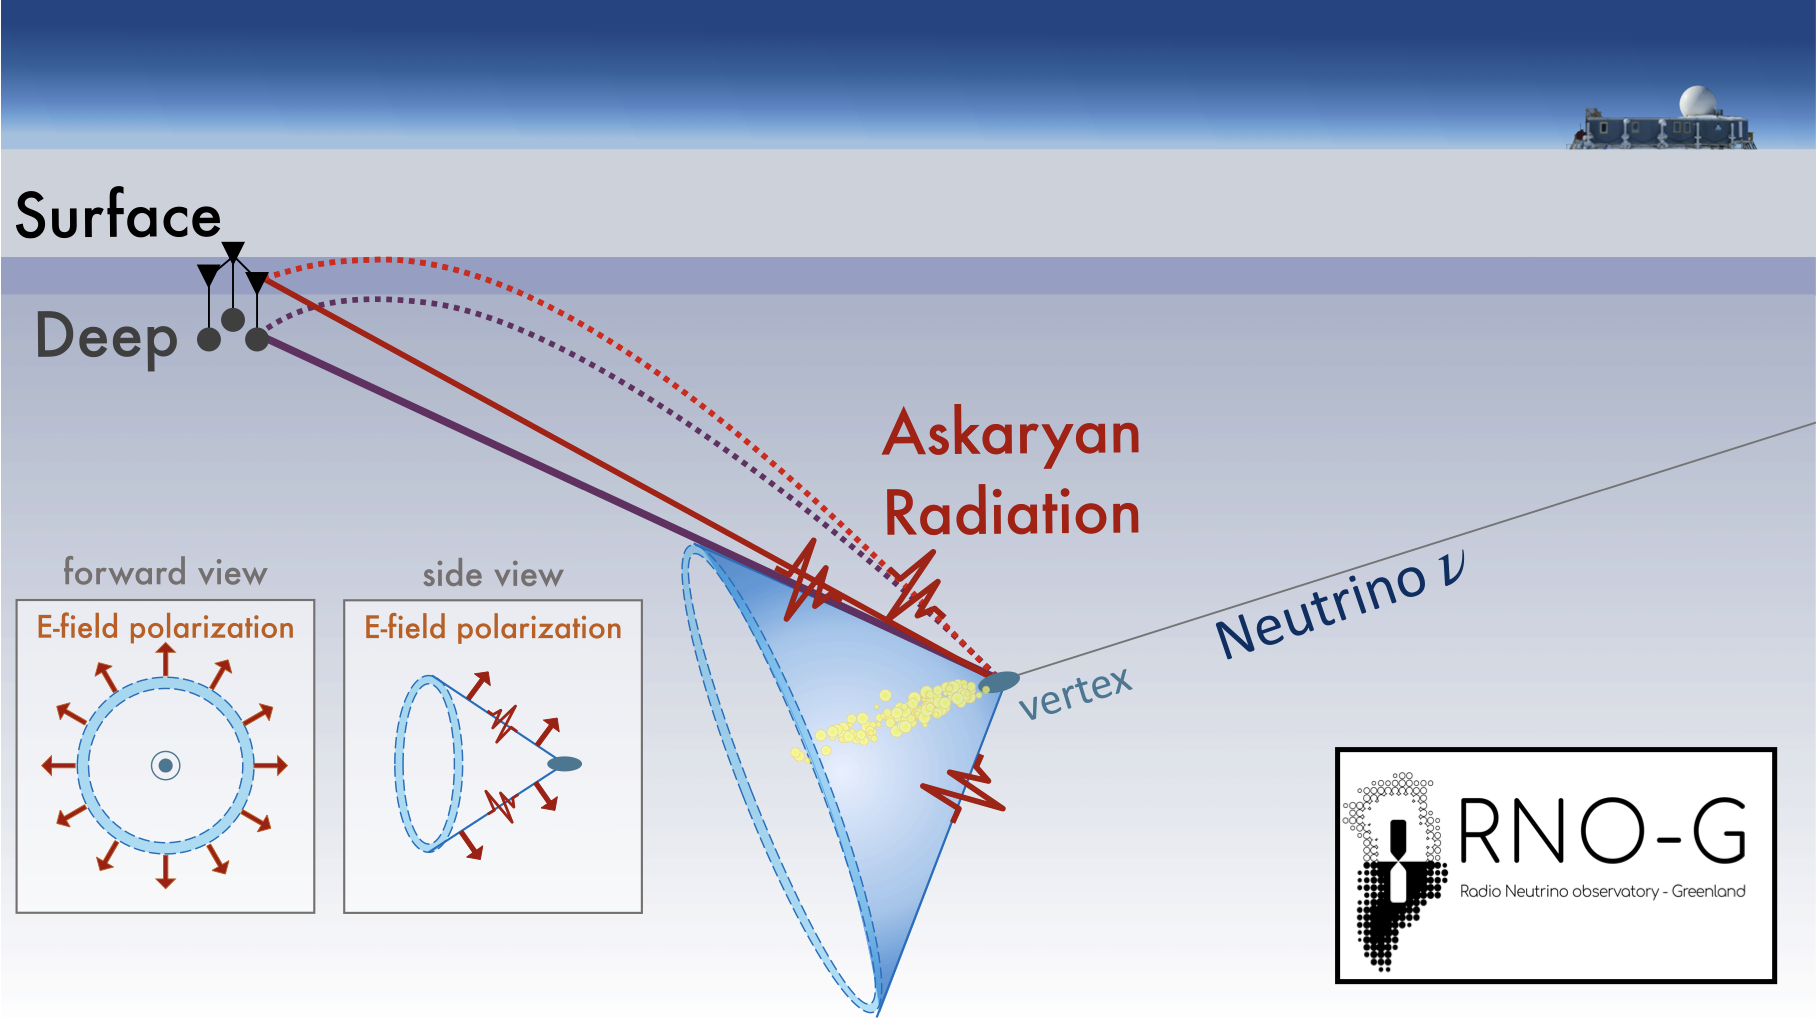 Surface
Deep
Askaryan
Radiation
Neutrino ν
vertex
forward view
E-field polarization
side view
E-field polarization
RNO-G
Radio Neutrino observatory - Greenland